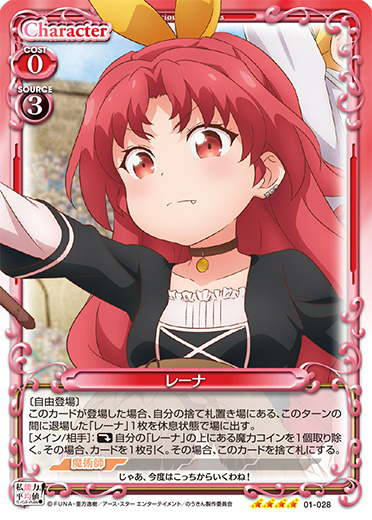 Character
COST
0
SOURCE
3
レーナ
〔自由登場〕
このカードが登場した場合、自分の捨て札置き場にある、このターンの
間に退場した「レーナ」1枚を休息状態で場に出す。
[メイン/相手]: 自分の「レーナ」の上にある魔力コインを1個取り除
く。その場合、カードを1枚引く。その場合、このカードを捨て札にする。
魔術師
じゃあ、今度はこっちからいくわね！
私能力
平均値
©FUNA・亜方逸樹／アース・スター エンターテイメント／のうきん製作委員会
01-028